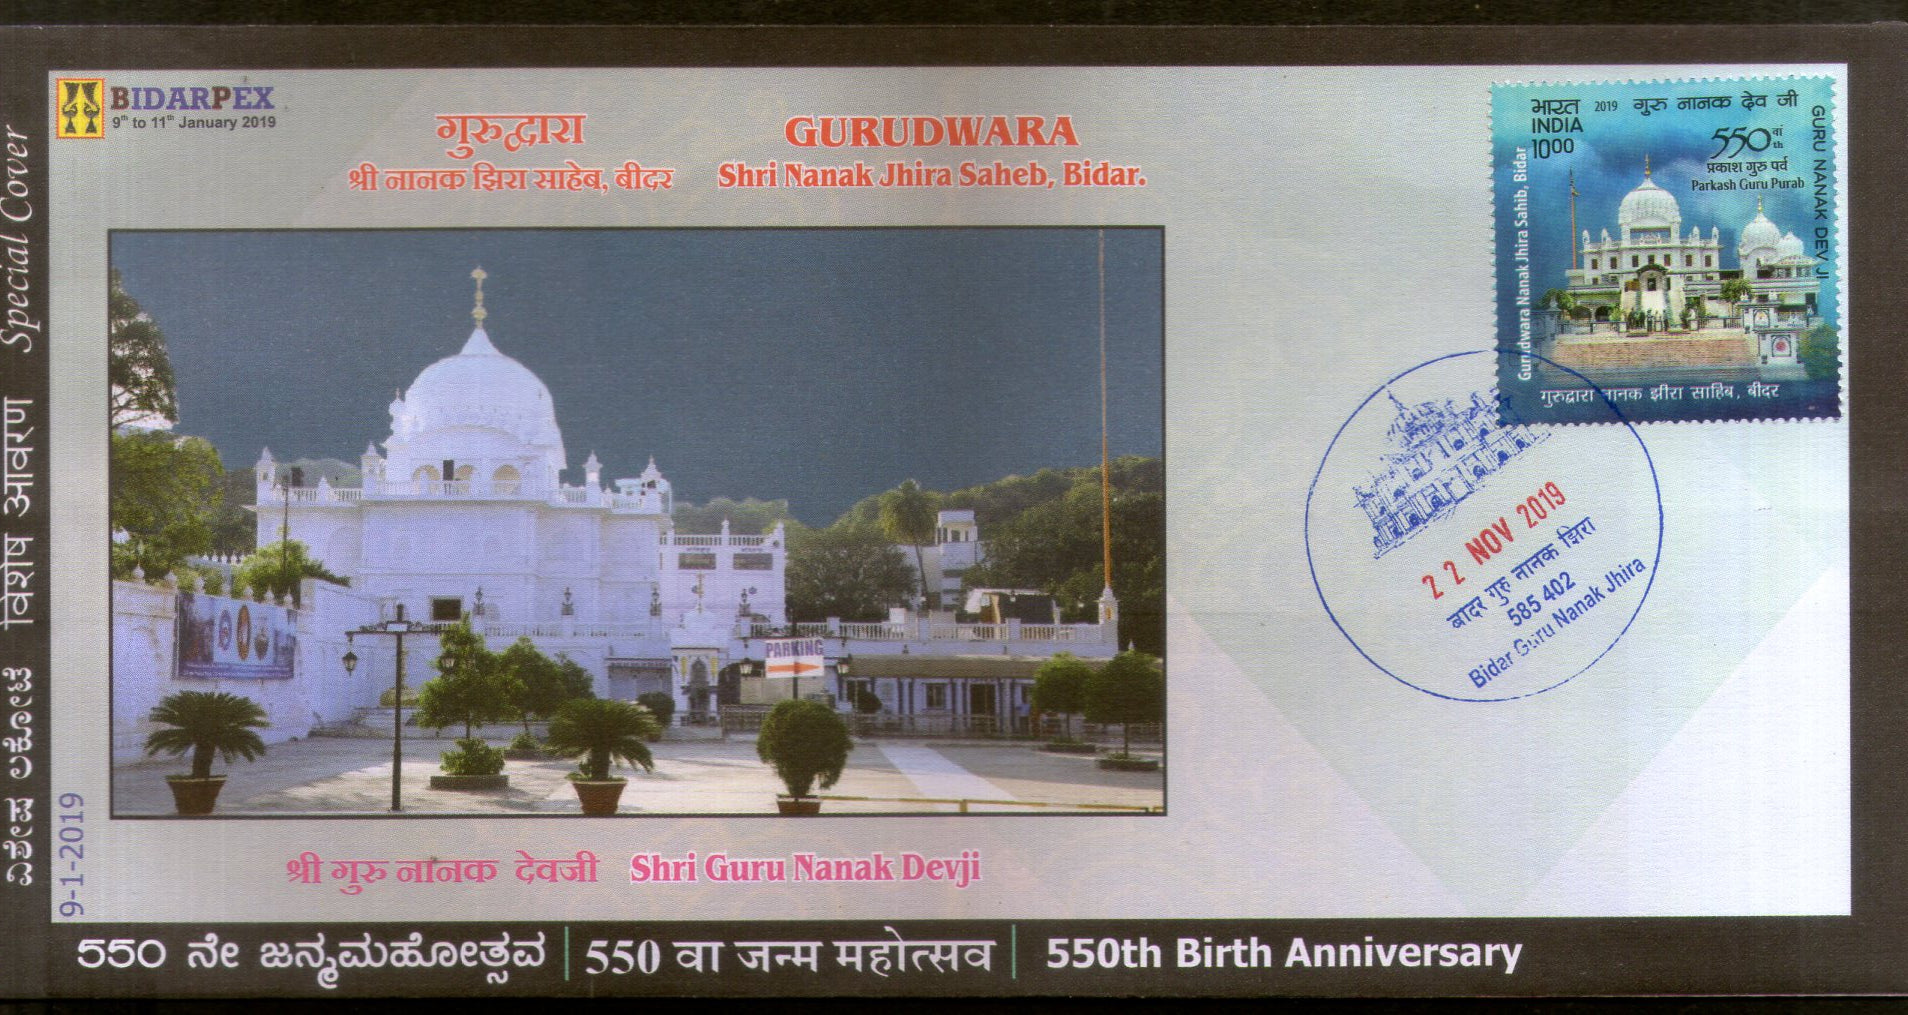 BIDARPEX
9th to 11th January 2019
गुरुद्वारा
श्री नानक झिरा साहेब, बीदर
GURUDWARA
Shri Nanak Jhira Saheb, Bidar.
भारत 2019 गुरु नानक देव जी
INDIA
1000
550वां th
प्रकाश गुरु पर्व
Parkash Guru Purab
GURU NANAK DEV JI
Gurudwara Nanak Jhira Sahib, Bidar
गुरुद्वारा नानक झीरा साहिब, बीदर
22 NOV 2019
बादर गुरु नानक झिरा
585 402
Bidar Guru Nanak Jhira
PARKING
श्री गुरु नानक देवजी Shri Guru Nanak Devji
9-1-2019
ವಿಶೇಷ ಲಕೋಟೆ विशेष आवरण Special Cover
550 ನೇ ಜನ್ಮಮಹೋತ್ಸವ 550 वा जन्म महोत्सव 550th Birth Anniversary